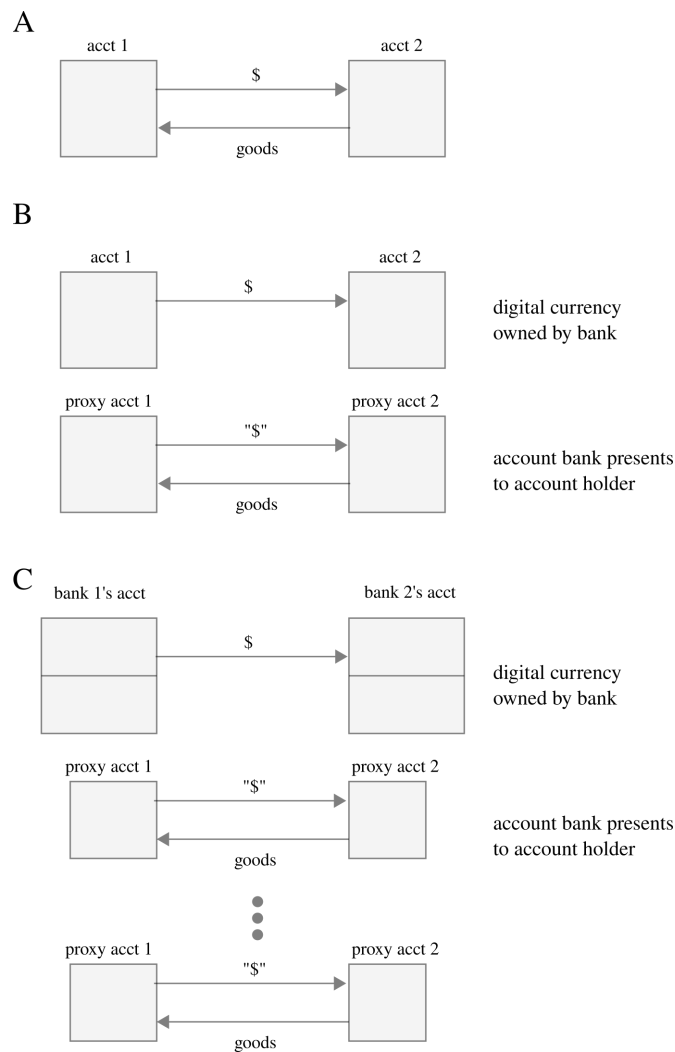 A
acct 1
acct 2
$
goods
B
acct 1
acct 2
$
digital currency
owned by bank
proxy acct 1
proxy acct 2
"$"
goods
account bank presents
to account holder
C
bank 1's acct
bank 2's acct
$
digital currency
owned by bank
proxy acct 1
proxy acct 2
"$"
goods
account bank presents
to account holder
proxy acct 1
proxy acct 2
"$"
goods